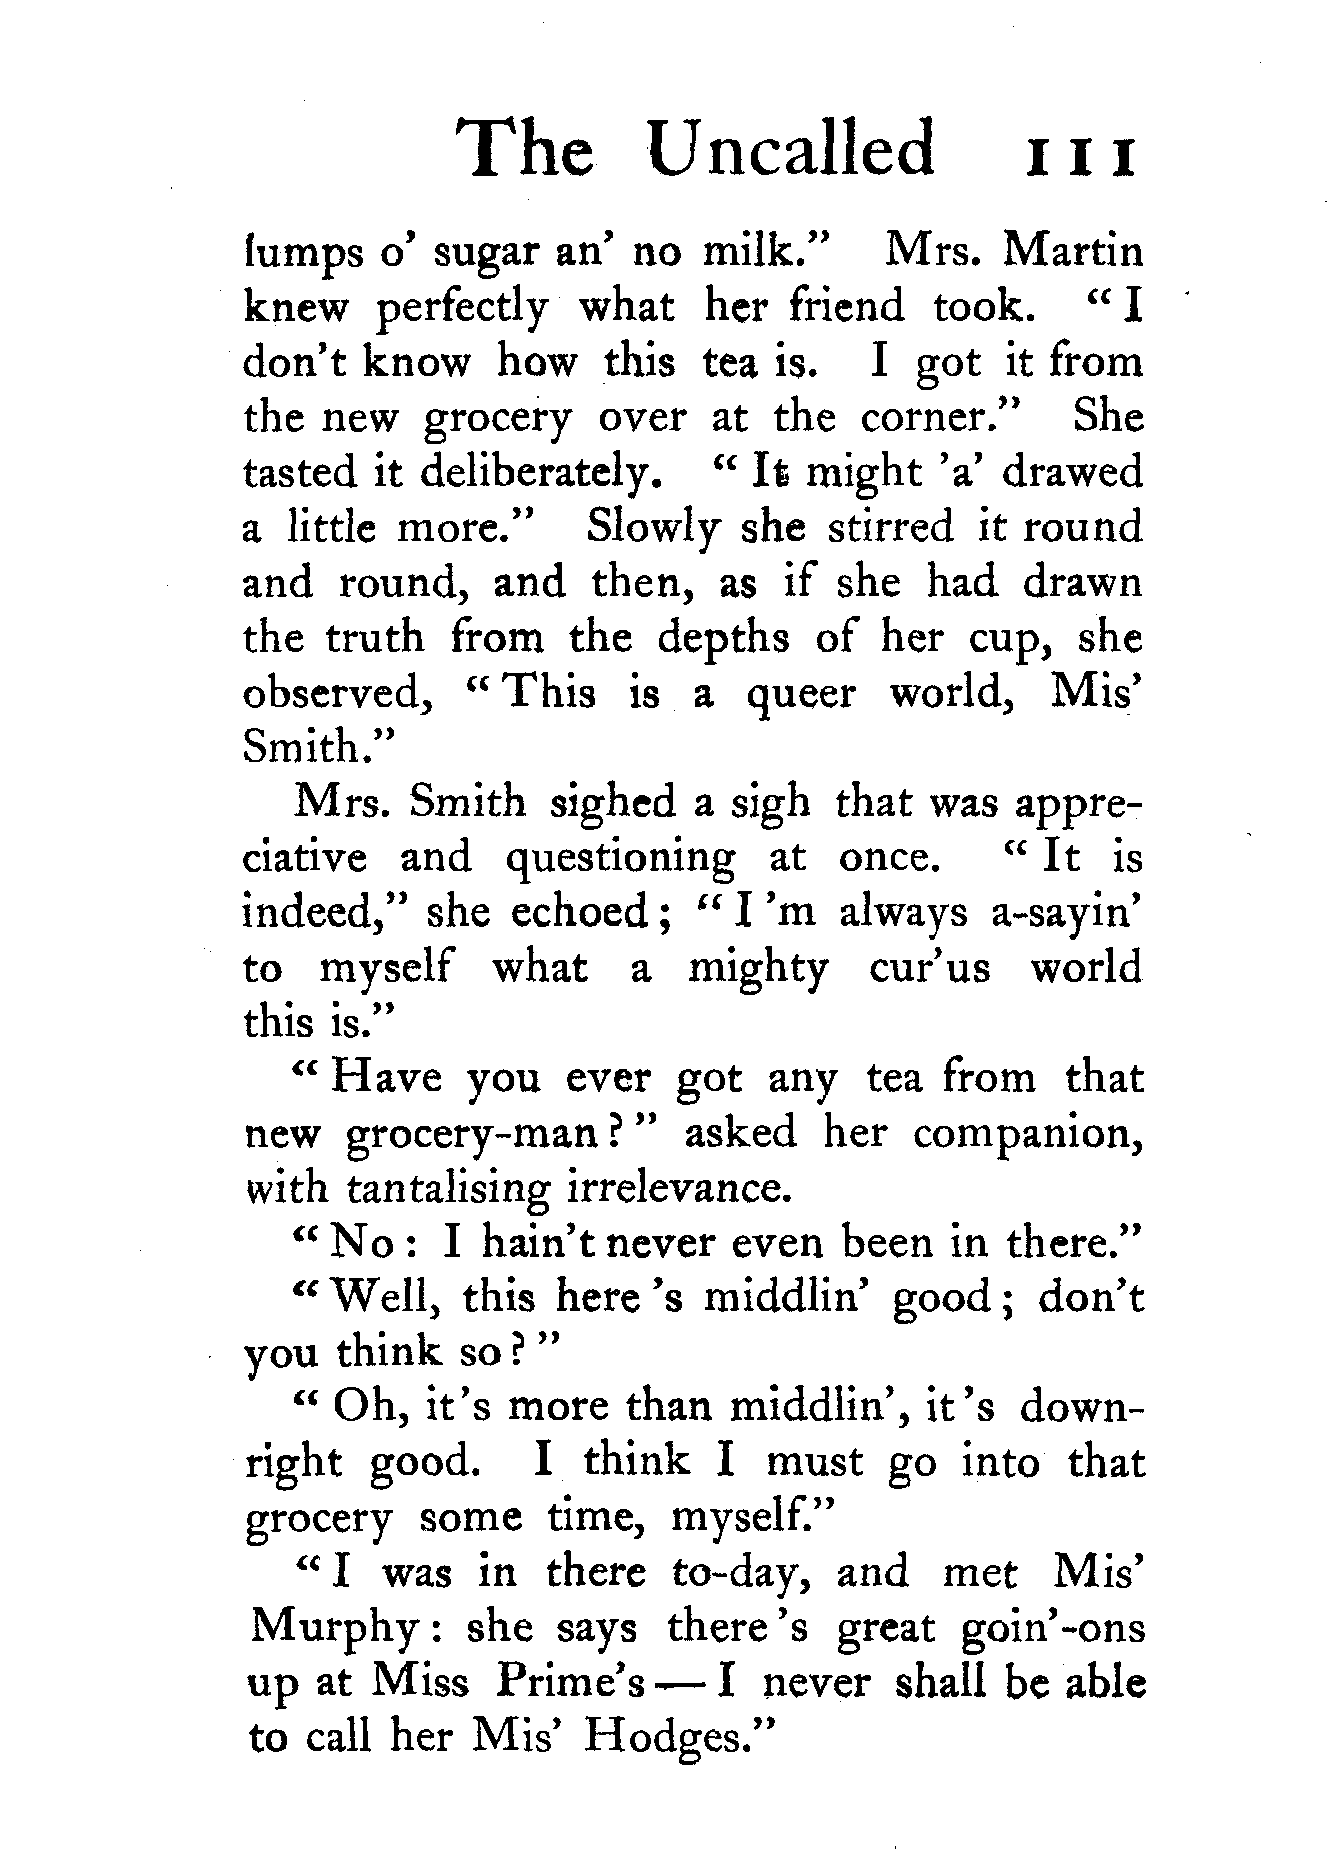 The Uncalled 111
lumps o' sugar an' no milk." Mrs. Martin
knew perfectly what her friend took. "I
don't know how this tea is. I got it from
the new grocery over at the corner." She
tasted it deliberately. "It might 'a' drawed
a little more." Slowly she stirred it round
and round, and then, as if she had drawn
the truth from the depths of her cup, she
observed, "This is a queer world, Mis'
Smith."
Mrs. Smith sighed a sigh that was appre-
ciative and questioning at once. "It is
indeed," she echoed; "I 'm always a-sayin'
to myself what a mighty cur'us world
this is."
"Have you ever got any tea from that
new grocery-man?" asked her companion,
with tantalising irrelevance.
"No: I hain't never even been in there."
"Well, this here 's middlin' good; don't
you think so?"
"Oh, it's more than middlin', it 's down-
right good. I think I must go into that
grocery some time, myself."
"I was in there to-day, and met Mis'
Murphy: she says there 's great goin'-ons
up at Miss Prime's — I never shall be able
to call her Mis' Hodges."